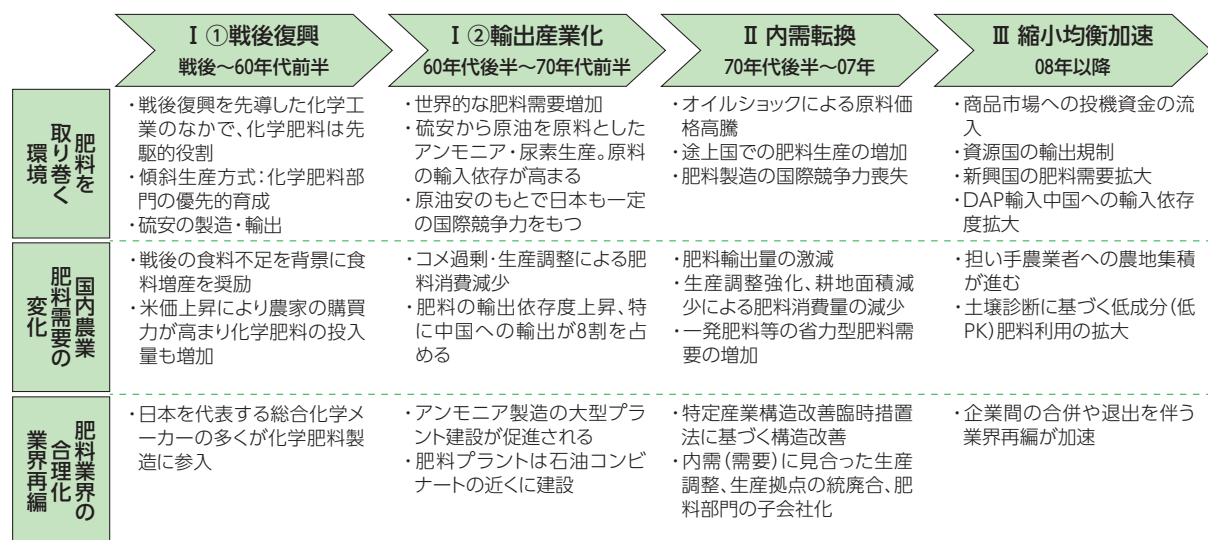 Ⅰ ①戦後復興
戦後～60年代前半
Ⅰ ②輸出産業化
60年代後半～70年代前半
Ⅱ 内需転換
70年代後半～07年
Ⅲ 縮小均衡加速
08年以降
肥料を
取り巻く
環境
・戦後復興を先導した化学工
業のなかで、化学肥料は先
駆的役割
・傾斜生産方式：化学肥料部
門の優先的育成
・硫安の製造・輸出
・世界的な肥料需要増加
・硫安から原油を原料とした
アンモニア・尿素生産。原料
の輸入依存が高まる
・原油安のもとで日本も一定
の国際競争力をもつ
・オイルショックによる原料価
格高騰
・途上国での肥料生産の増加
・肥料製造の国際競争力喪失
・商品市場への投機資金の流
入
・資源国の輸出規制
・新興国の肥料需要拡大
・DAP輸入中国への輸入依存
度拡大
国内農業
肥料需要の
変化
・戦後の食料不足を背景に食
料増産を奨励
・米価上昇により農家の購買
力が高まり化学肥料の投入
量も増加
・コメ過剰・生産調整による肥
料消費減少
・肥料の輸出依存度上昇、特
に中国への輸出が8割を占
める
・肥料輸出量の激減
・生産調整強化、耕地面積減
少による肥料消費量の減少
・一発肥料等の省力型肥料需
要の増加
・担い手農業者への農地集積
が進む
・土壌診断に基づく低成分（低
PK）肥料利用の拡大
肥料業界の
合理化
業界再編
・日本を代表する総合化学メ
ーカーの多くが化学肥料製
造に参入
・アンモニア製造の大型プラ
ント建設が促進される
・肥料プラントは石油コンビ
ナートの近くに建設
・特定産業構造改善臨時措置
法に基づく構造改善
・内需（需要）に見合った生産
調整、生産拠点の統廃合、肥
料部門の子会社化
・企業間の合併や退出を伴う
業界再編が加速